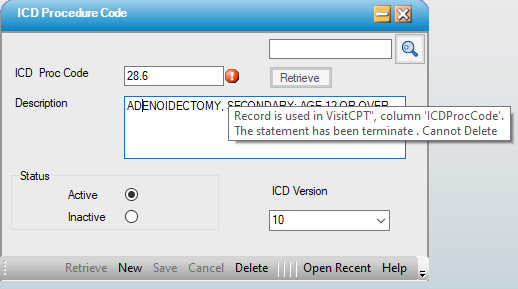 ICD Procedure Code
ICD Proc Code
28.6
Retrieve
Description
ADENOIDECTOMY, SECONDARY; AGE 12 OR OVER
Record is used in VisitCPT", column 'ICDProcCode'.
The statement has been terminate . Cannot Delete
Status
Active
Inactive
ICD Version
10
Retrieve New Save Cancel Delete Open Recent Help